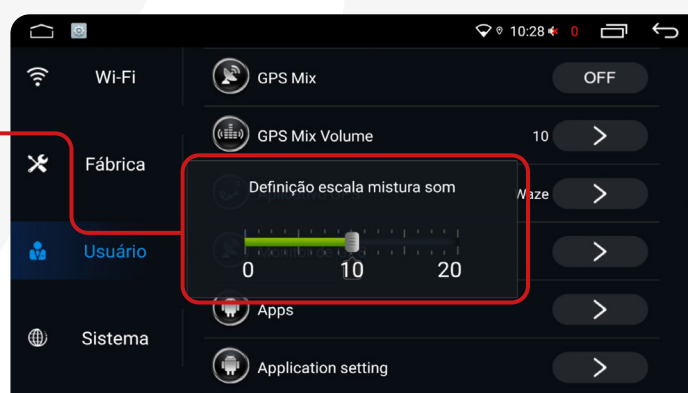 10:28 0
Wi-Fi
Fábrica
Usuário
Sistema
GPS Mix OFF
GPS Mix Volume 10
Waze
Definição escala mistura som
0 10 20
Apps
Application setting